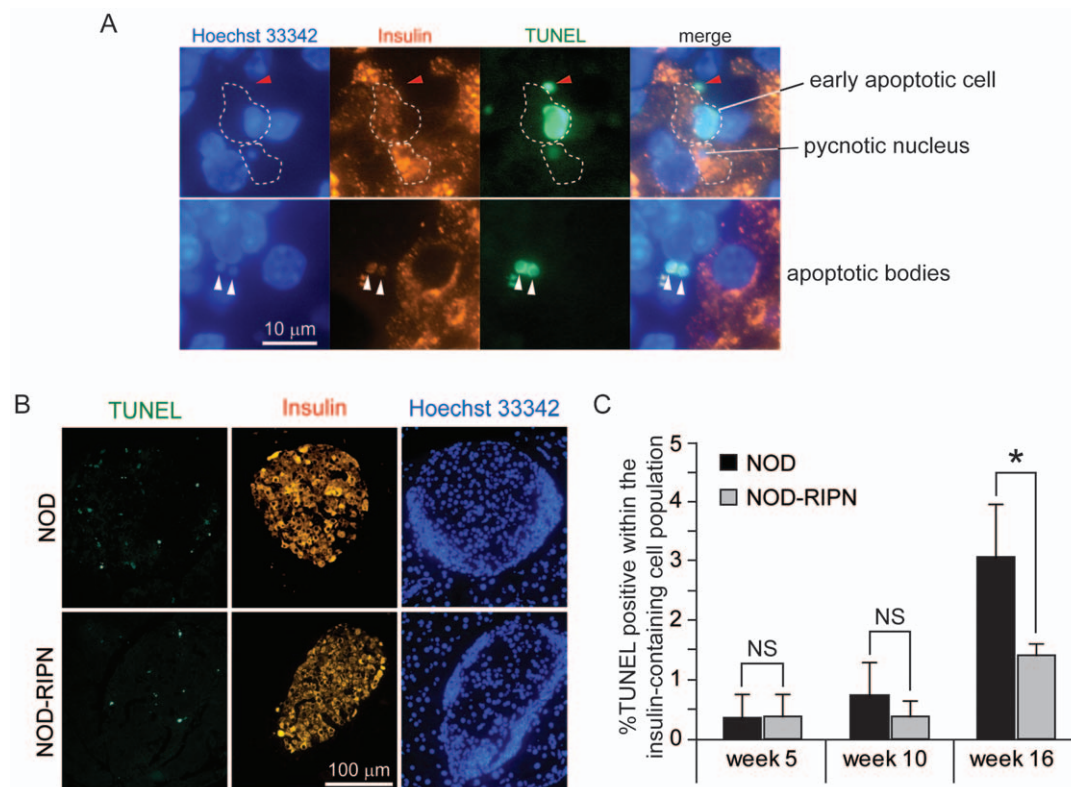 A
Hoechst 33342 Insulin TUNEL merge
early apoptotic cell
pycnotic nucleus
apoptotic bodies
10 μm
B
TUNEL Insulin Hoechst 33342
NOD
NOD-RIPN
100 μm
C
%TUNEL positive within the
insulin-containing cell population
5
4
3
2
1
0
NOD
NOD-RIPN
NS
NS
*
week 5 week 10 week 16